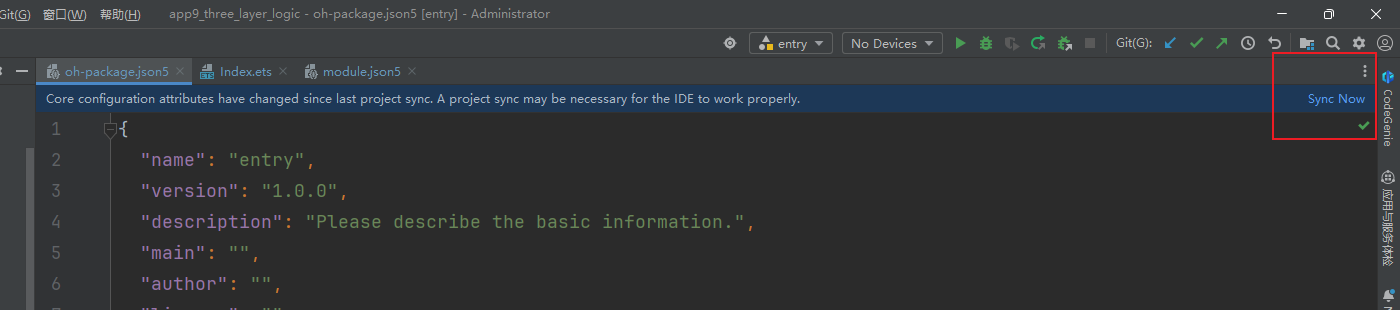 Git(G) 窗口(W) 帮助(H) app9_three_layer_logic - oh-package.json5 [entry] - Administrator
entry No Devices Git(G):
oh-package.json5 Index.ets module.json5
Core configuration attributes have changed since last project sync. A project sync may be necessary for the IDE to work properly. Sync Now
1 {
2 "name": "entry",
3 "version": "1.0.0",
4 "description": "Please describe the basic information.",
5 "main": "",
6 "author": "",
CodeGenie
应用与服务体检